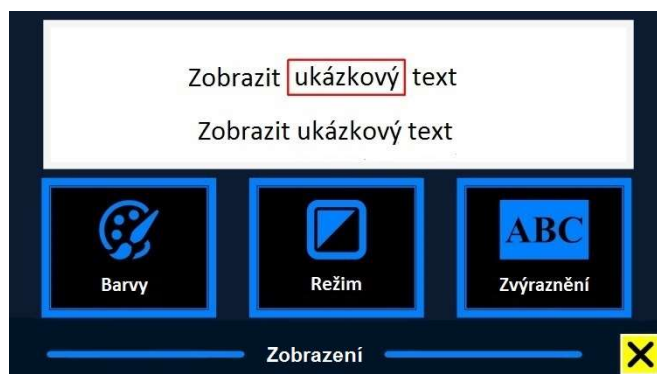 Zobrazit ukázkový text
Zobrazit ukázkový text
ABC
Barvy
Režim
Zvýraznění
Zobrazení